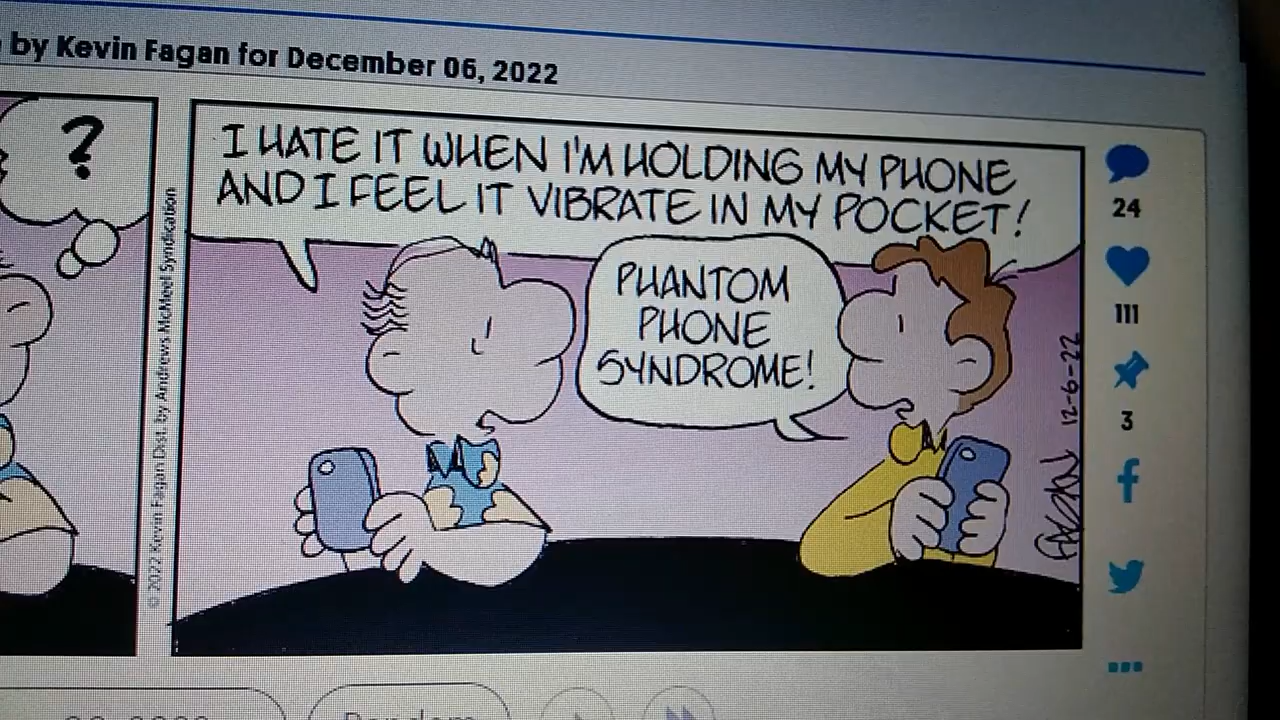 by Kevin Fagan for December 06, 2022
?
© 2022 Kevin Fagan Dist. by Andrews McMeel Syndication
I HATE IT WHEN I'M HOLDING MY PHONE
AND I FEEL IT VIBRATE IN MY POCKET!
PHANTOM
PHONE
SYNDROME!
FAGAN 12-6-22
24
111
3